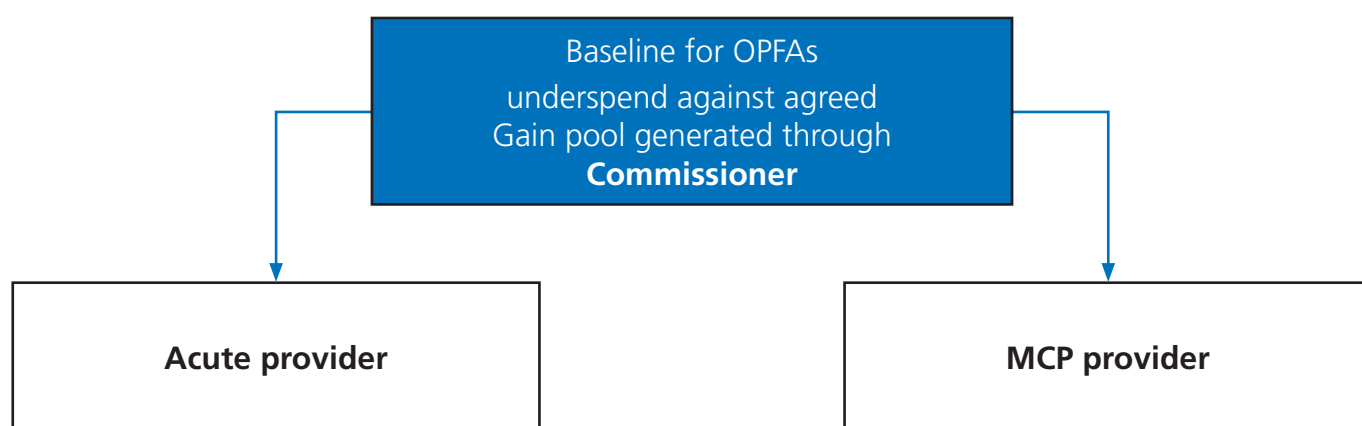 Baseline for OPFAs
underspend against agreed
Gain pool generated through
Commissioner
Acute provider
MCP provider